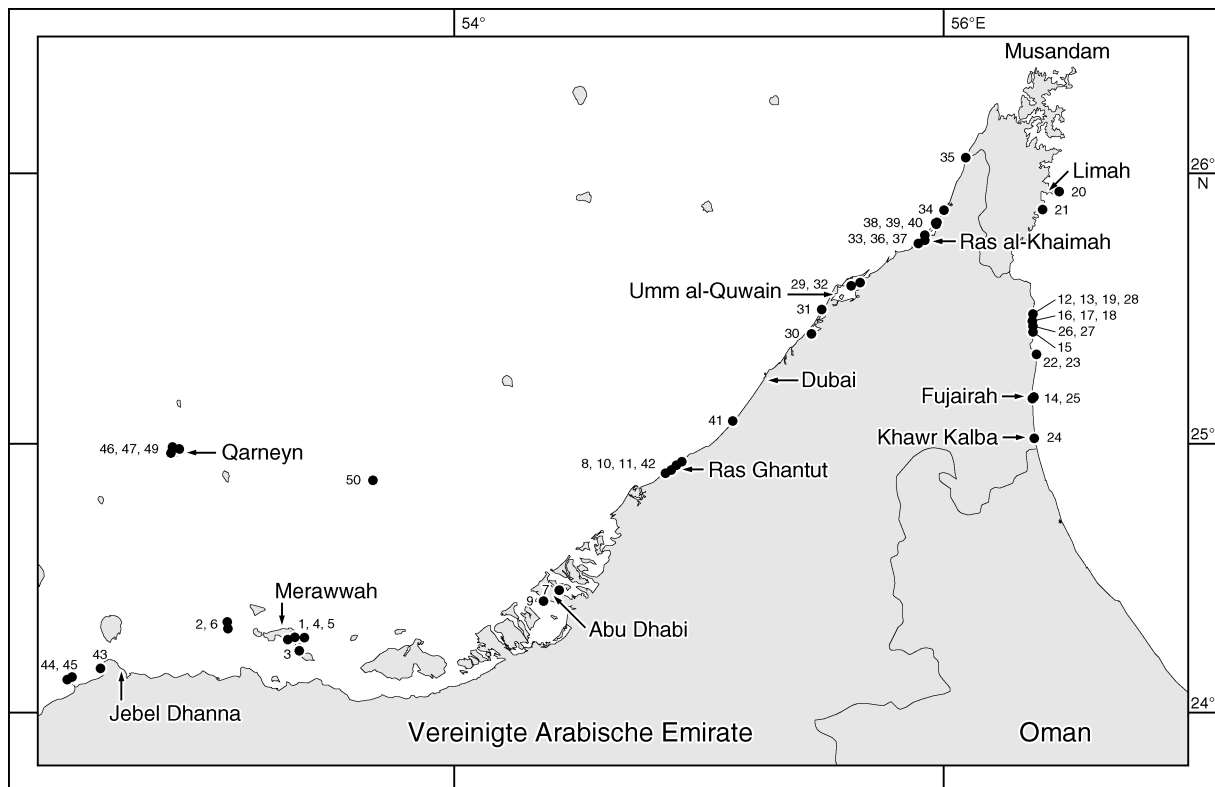 54°
56°E
Musandam
35
26°
N
Limah
20
34
21
38, 39, 40
33, 36, 37
Ras al-Khaimah
29, 32
Umm al-Quwain
12, 13, 19, 28
31
16, 17, 18
26, 27
30
15
22, 23
Dubai
Fujairah
14, 25
41
Khawr Kalba
24
25°
46, 47, 49
Qarneyn
8, 10, 11, 42
Ras Ghantut
50
Merawwah
7
9
2, 6
1, 4, 5
Abu Dhabi
3
44, 45
43
Jebel Dhanna
24°
Vereinigte Arabische Emirate
Oman